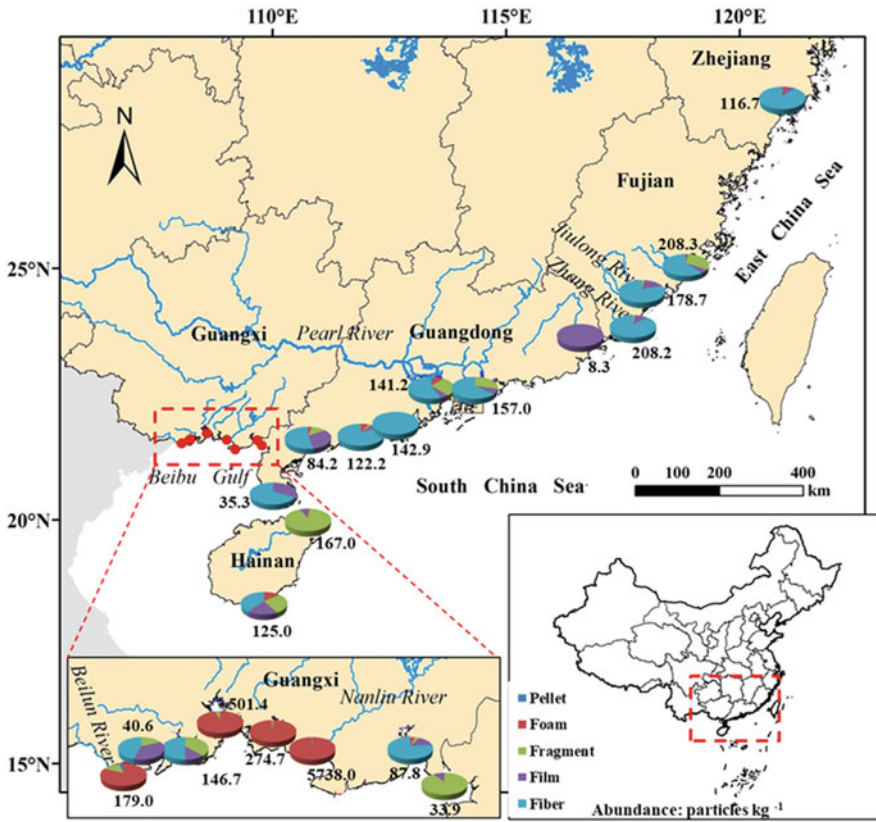 110°E 115°E 120°E
Zhejiang
116.7
N
Fujian
East China Sea
208.3
25°N
Jiulong Riv
178.7
Zhang River
Guangxi Pearl River Guangdong
208.2
8.3
141.2
157.0
142.9
122.2
84.2
Beibu Gulf
South China Sea
0 100 200 300 400
km
35.3
20°N
167.0
Hainan
125.0
Guangxi
Beilun River
Nanliu River
501.4
40.6
274.7
146.7
5738.0
87.8
15°N
179.0
33.9
Pellet
Foam
Fragment
Film
Fiber
Abundance: particles kg -1